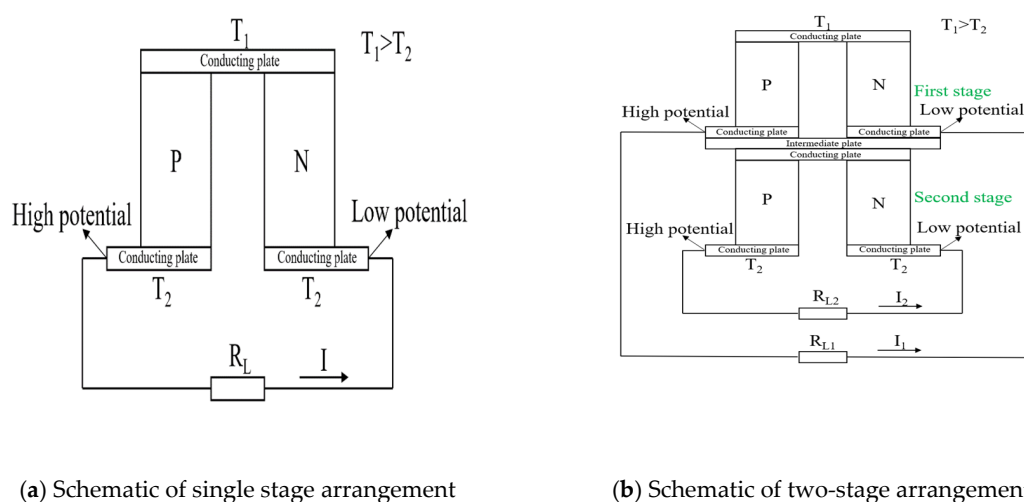 T₁
T₁>T₂
Conducting plate
P
N
High potential
Low potential
Conducting plate
Conducting plate
T₂
T₂
R_L
I
(a) Schematic of single stage arrangement
T₁
T₁>T₂
Conducting plate
P
N
First stage
High potential
Low potential
Conducting plate
Conducting plate
Intermediate plate
Conducting plate
P
N
Second stage
High potential
Low potential
Conducting plate
Conducting plate
T₂
T₂
R_L2
I₂
R_L1
I₁
(b) Schematic of two-stage arrangemen